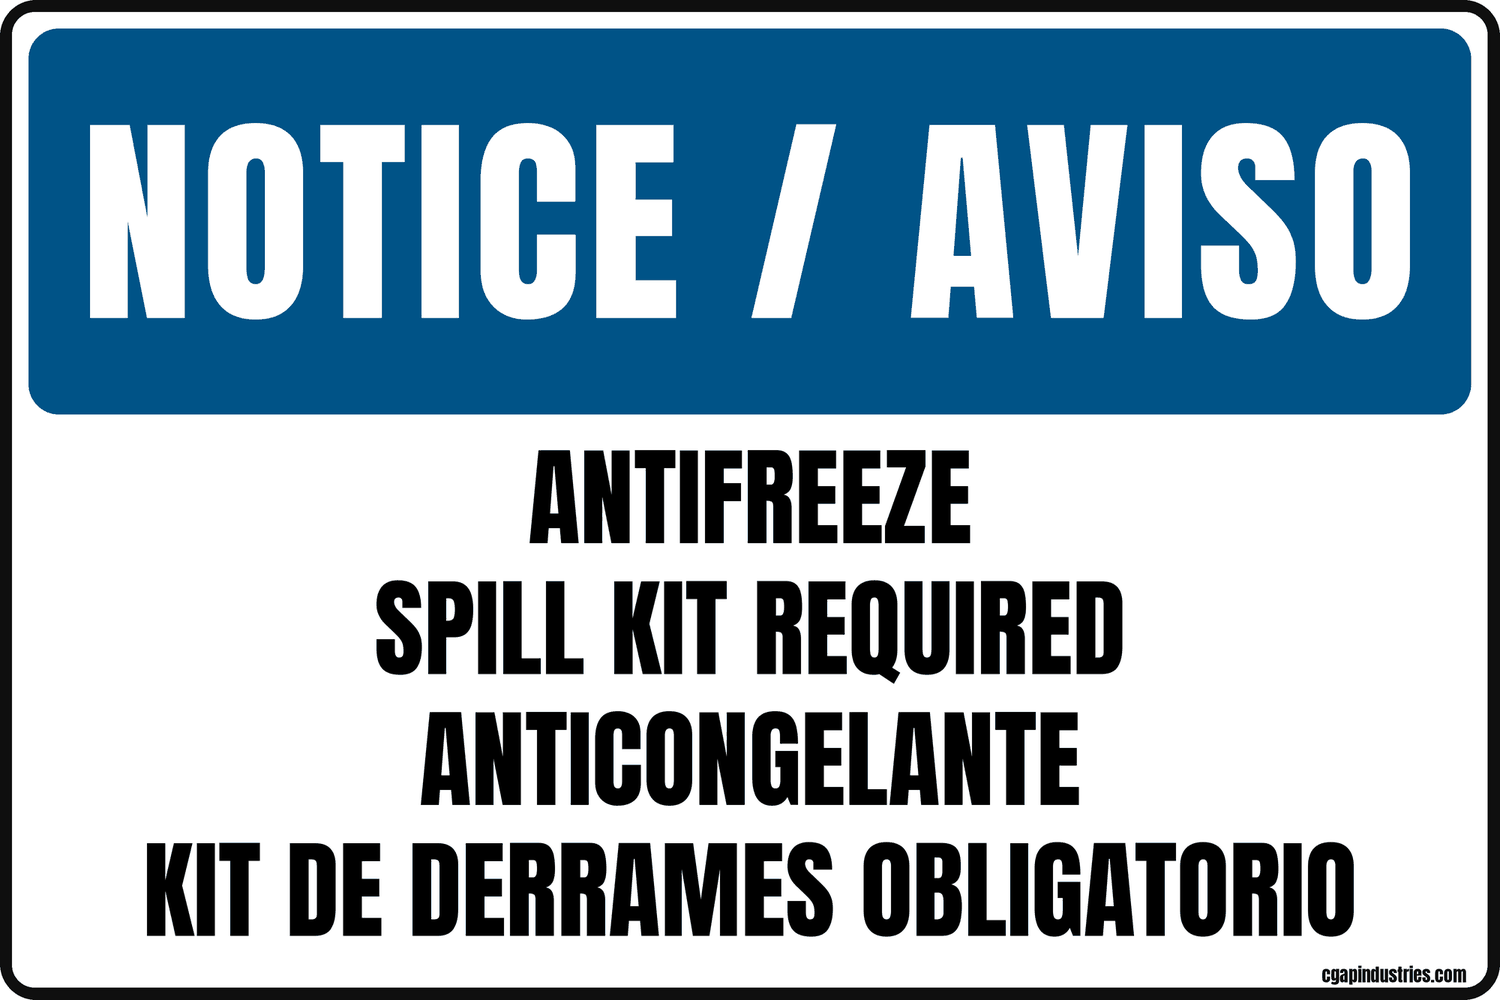 NOTICE / AVISO
ANTIFREEZE
SPILL KIT REQUIRED
ANTICONGELANTE
KIT DE DERRAMES OBLIGATORIO
cgapindustries.com